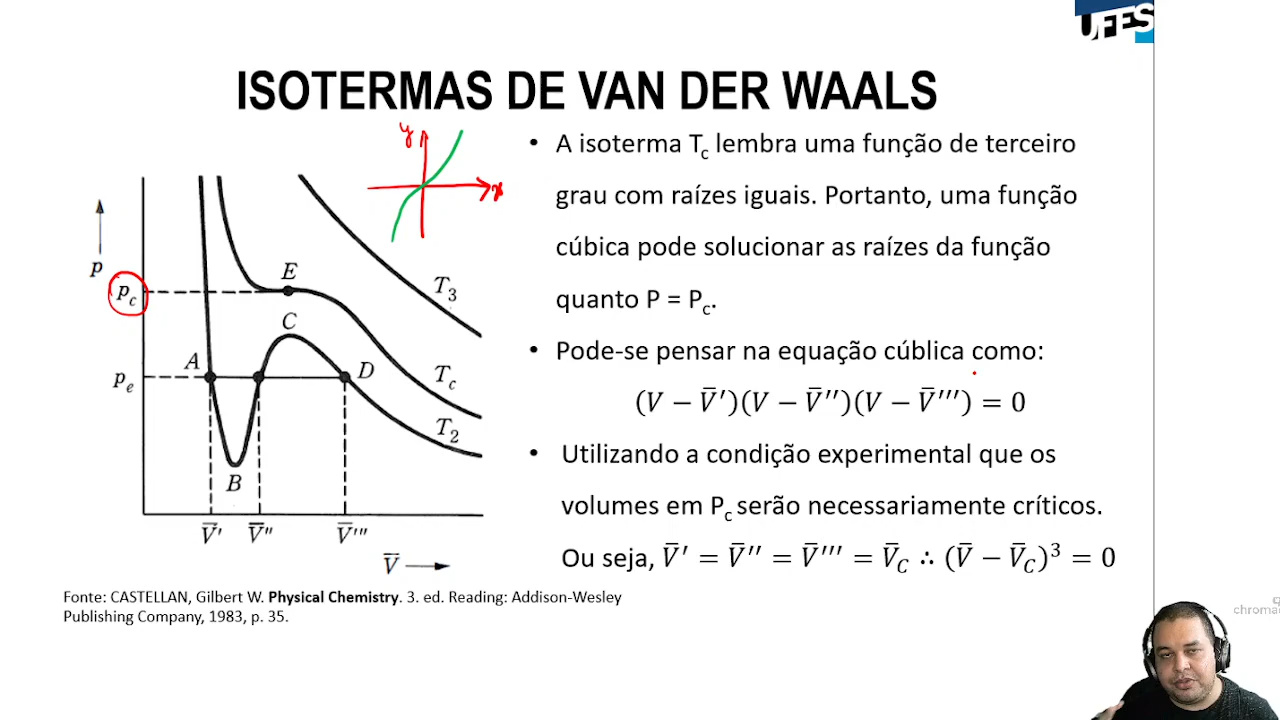 UFES
ISOTERMAS DE VAN DER WAALS
y
x
p
p_c
p_e
A
B
C
D
E
T_3
T_c
T_2
V̅'
V̅''
V̅'''
V̅
• A isoterma T_c lembra uma função de terceiro
grau com raízes iguais. Portanto, uma função
cúbica pode solucionar as raízes da função
quanto P = P_c.
• Pode-se pensar na equação cública como:
(V − V̅′)(V − V̅′′)(V − V̅′′′) = 0
• Utilizando a condição experimental que os
volumes em P_c serão necessariamente críticos.
Ou seja, V̅′ = V̅′′ = V̅′′′ = V̅_C ∴ (V̅ − V̅_C)³ = 0
Fonte: CASTELLAN, Gilbert W. Physical Chemistry. 3. ed. Reading: Addison-Wesley
Publishing Company, 1983, p. 35.